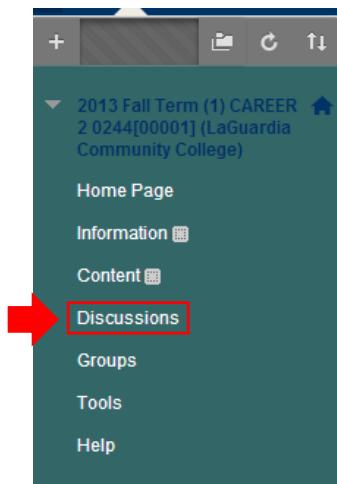 2013 Fall Term (1) CAREER
2 0244[00001] (LaGuardia
Community College)
Home Page
Information
Content
Discussions
Groups
Tools
Help